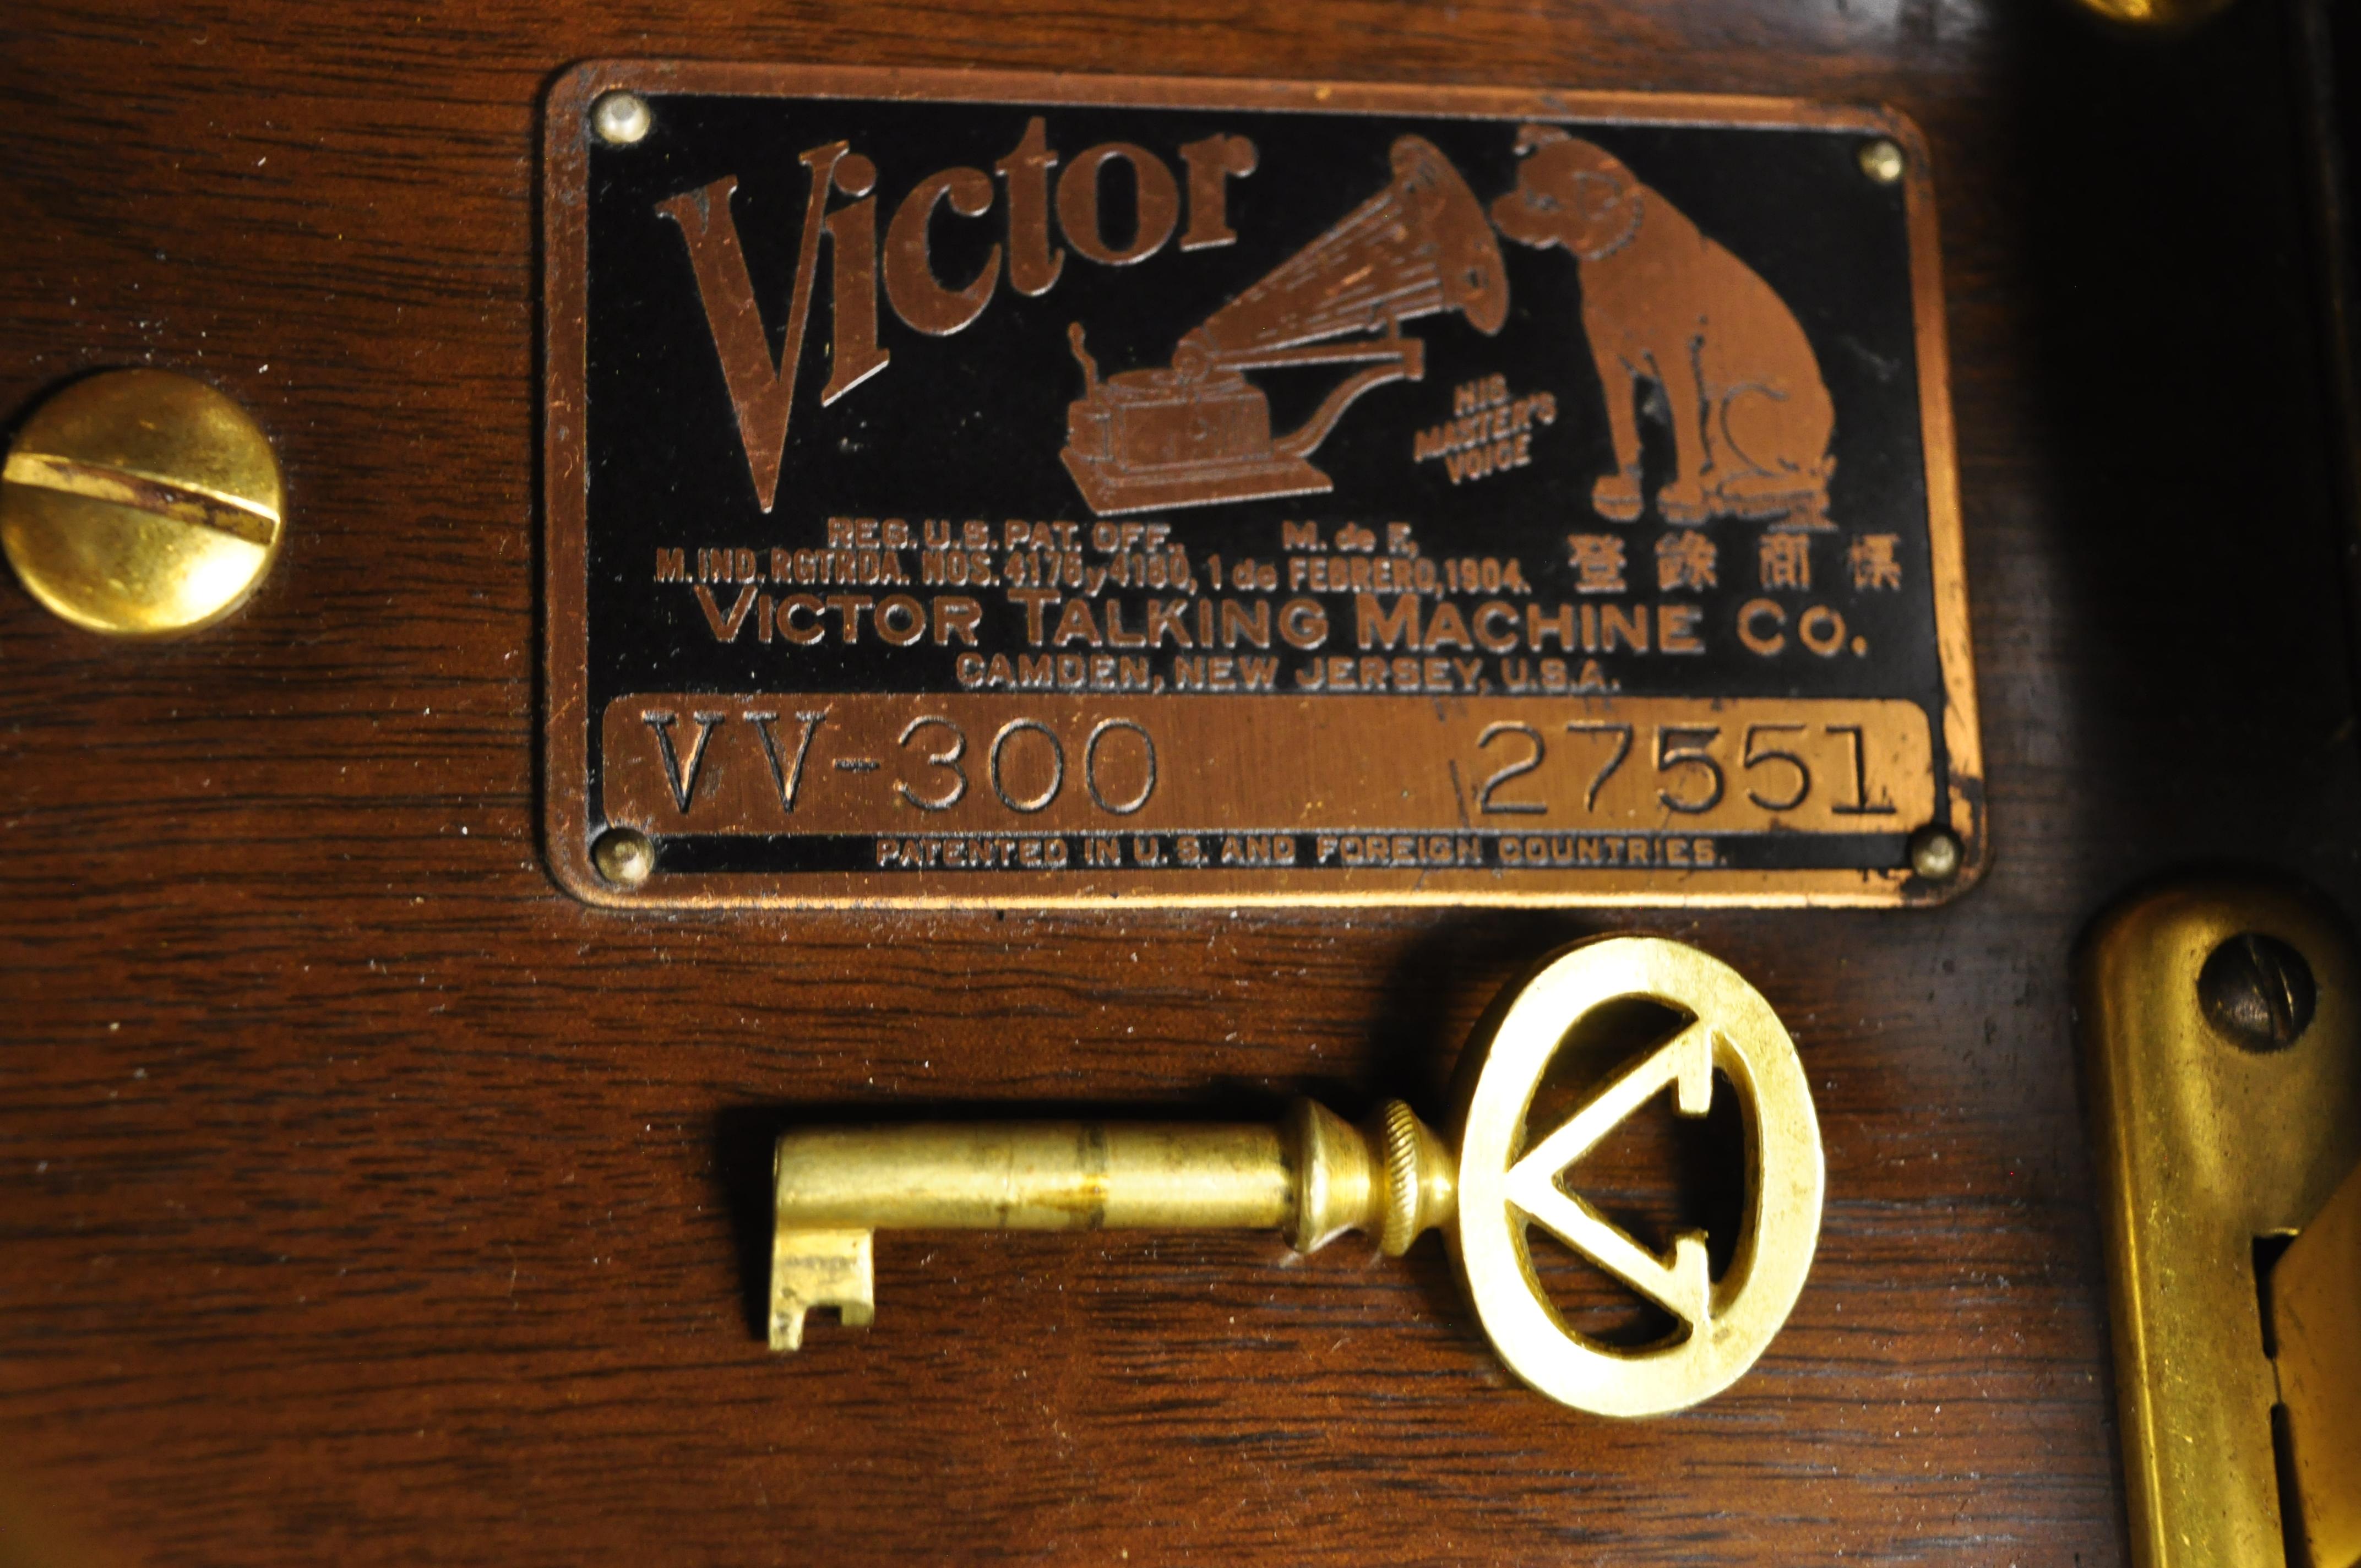 Victor
HIS
MASTER'S
VOICE
REG. U.S. PAT. OFF. M. de F.,
M. IND. RGTRDA. NOS. 4176 y 4180, 1 de FEBRERO, 1904. 登錄商標
VICTOR TALKING MACHINE CO.
CAMDEN, NEW JERSEY, U.S.A.
VV-300 27551
PATENTED IN U.S. AND FOREIGN COUNTRIES.
V